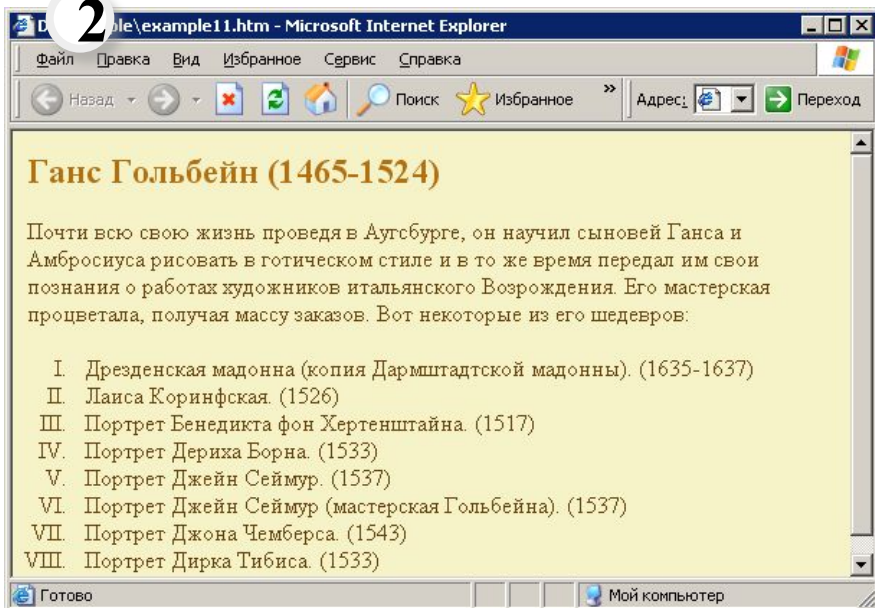 2
ple\example11.htm - Microsoft Internet Explorer
Файл Правка Вид Избранное Сервис Справка
Назад Поиск Избранное » Адрес: Переход
Ганс Гольбейн (1465-1524)
Почти всю свою жизнь проведя в Аугсбурге, он научил сыновей Ганса и
Амбросиуса рисовать в готическом стиле и в то же время передал им свои
познания о работах художников итальянского Возрождения. Его мастерская
процветала, получая массу заказов. Вот некоторые из его шедевров:
I. Дрезденская мадонна (копия Дармштадтской мадонны). (1635-1637)
II. Лаиса Коринфская. (1526)
III. Портрет Бенедикта фон Хертенштайна. (1517)
IV. Портрет Дериха Борна. (1533)
V. Портрет Джейн Сеймур. (1537)
VI. Портрет Джейн Сеймур (мастерская Гольбейна). (1537)
VII. Портрет Джона Чемберса. (1543)
VIII. Портрет Дирка Тибиса. (1533)
Готово Мой компьютер